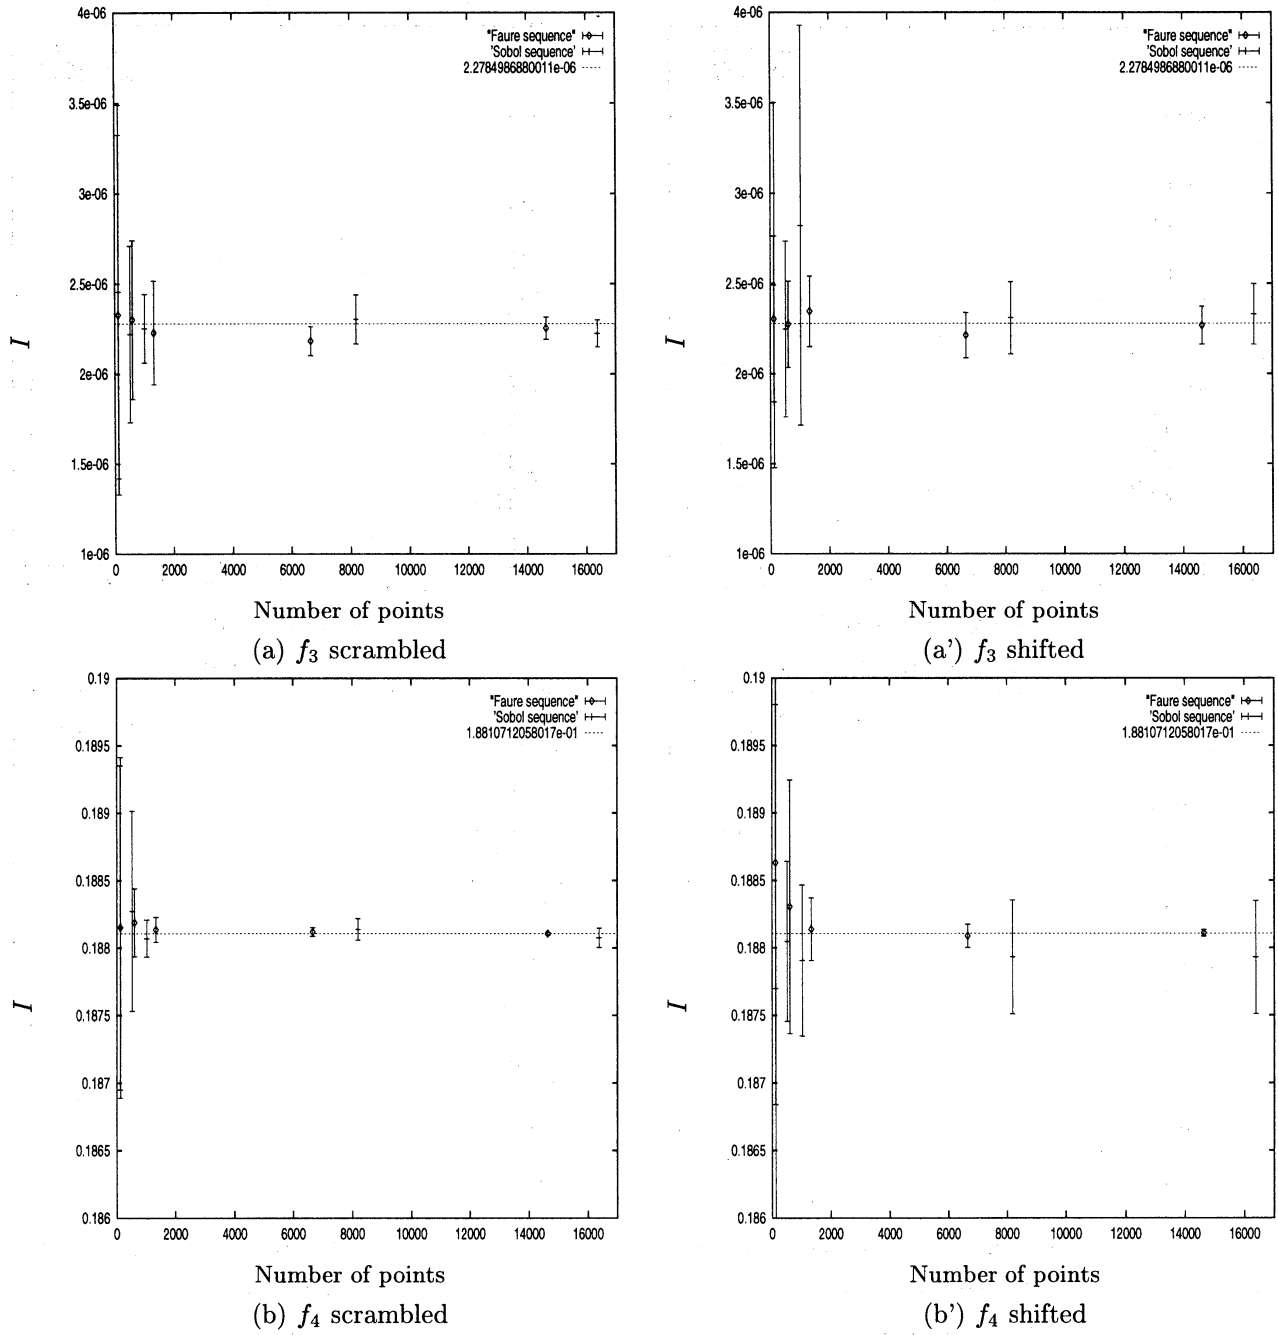 4e-06
3.5e-06
3e-06
2.5e-06
2e-06
1.5e-06
1e-06
"Faure sequence"
'Sobol sequence'
2.2784986880011e-06
I
0 2000 4000 6000 8000 10000 12000 14000 16000
Number of points
(a) f3 scrambled
4e-06
3.5e-06
3e-06
2.5e-06
2e-06
1.5e-06
1e-06
"Faure sequence"
'Sobol sequence'
2.2784986880011e-06
I
0 2000 4000 6000 8000 10000 12000 14000 16000
Number of points
(a') f3 shifted
0.19
0.1895
0.189
0.1885
0.188
0.1875
0.187
0.1865
0.186
"Faure sequence"
'Sobol sequence'
1.8810712058017e-01
I
0 2000 4000 6000 8000 10000 12000 14000 16000
Number of points
(b) f4 scrambled
0.19
0.1895
0.189
0.1885
0.188
0.1875
0.187
0.1865
0.186
"Faure sequence"
'Sobol sequence'
1.8810712058017e-01
I
0 2000 4000 6000 8000 10000 12000 14000 16000
Number of points
(b') f4 shifted